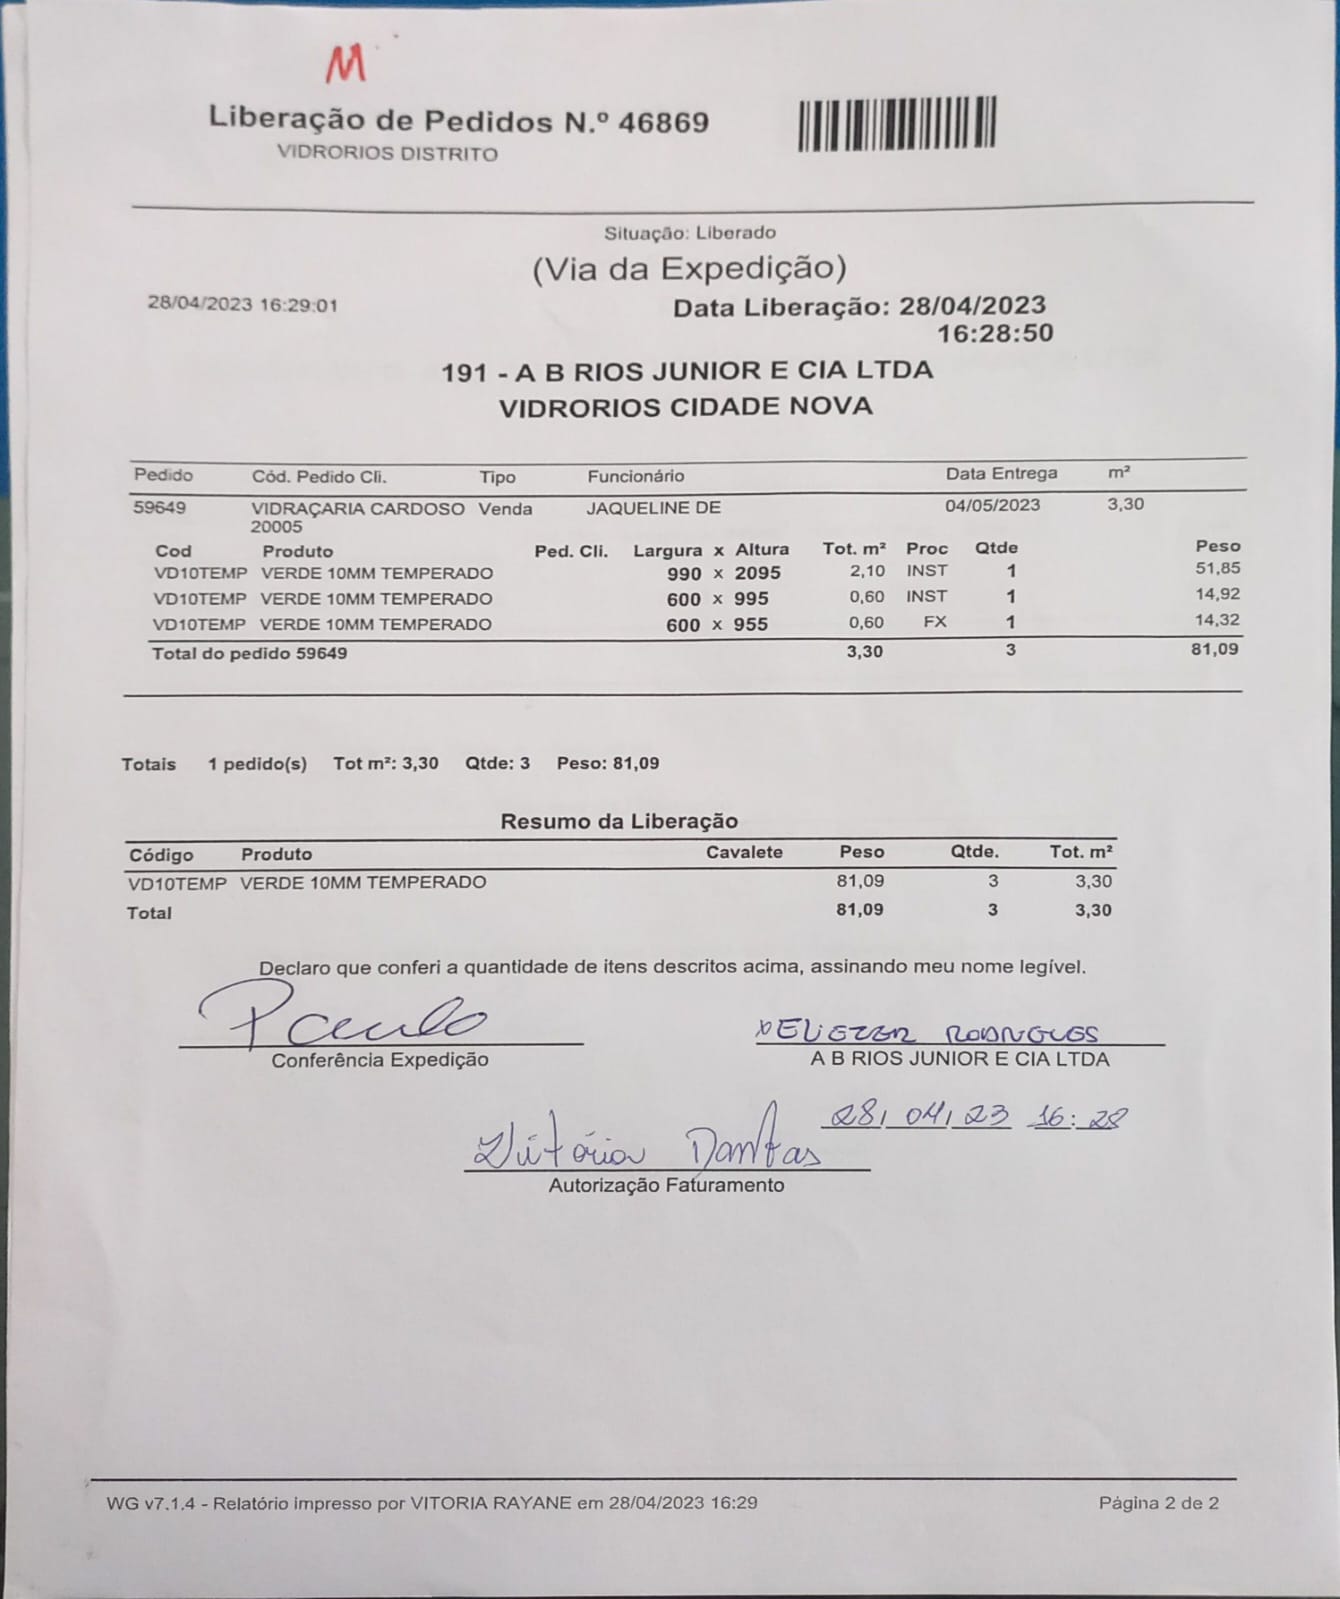 M
Liberação de Pedidos N.º 46869
VIDRORIOS DISTRITO
Situação: Liberado
(Via da Expedição)
28/04/2023 16:29:01
Data Liberação: 28/04/2023
16:28:50
191 - A B RIOS JUNIOR E CIA LTDA
VIDRORIOS CIDADE NOVA
Pedido Cód. Pedido Cli. Tipo Funcionário Data Entrega m²
59649 VIDRAÇARIA CARDOSO Venda JAQUELINE DE 04/05/2023 3,30
20005
Cod Produto Ped. Cli. Largura x Altura Tot. m² Proc Qtde Peso
VD10TEMP VERDE 10MM TEMPERADO 990 x 2095 2,10 INST 1 51,85
VD10TEMP VERDE 10MM TEMPERADO 600 x 995 0,60 INST 1 14,92
VD10TEMP VERDE 10MM TEMPERADO 600 x 955 0,60 FX 1 14,32
Total do pedido 59649 3,30 3 81,09
Totais 1 pedido(s) Tot m²: 3,30 Qtde: 3 Peso: 81,09
Resumo da Liberação
Código Produto Cavalete Peso Qtde. Tot. m²
VD10TEMP VERDE 10MM TEMPERADO 81,09 3 3,30
Total 81,09 3 3,30
Declaro que conferi a quantidade de itens descritos acima, assinando meu nome legível.
Paulo
Conferência Expedição
x ELIEZER RODRIGUES
A B RIOS JUNIOR E CIA LTDA
28/04/23 16:28
Vitória Dantas
Autorização Faturamento
WG v7.1.4 - Relatório impresso por VITORIA RAYANE em 28/04/2023 16:29
Página 2 de 2